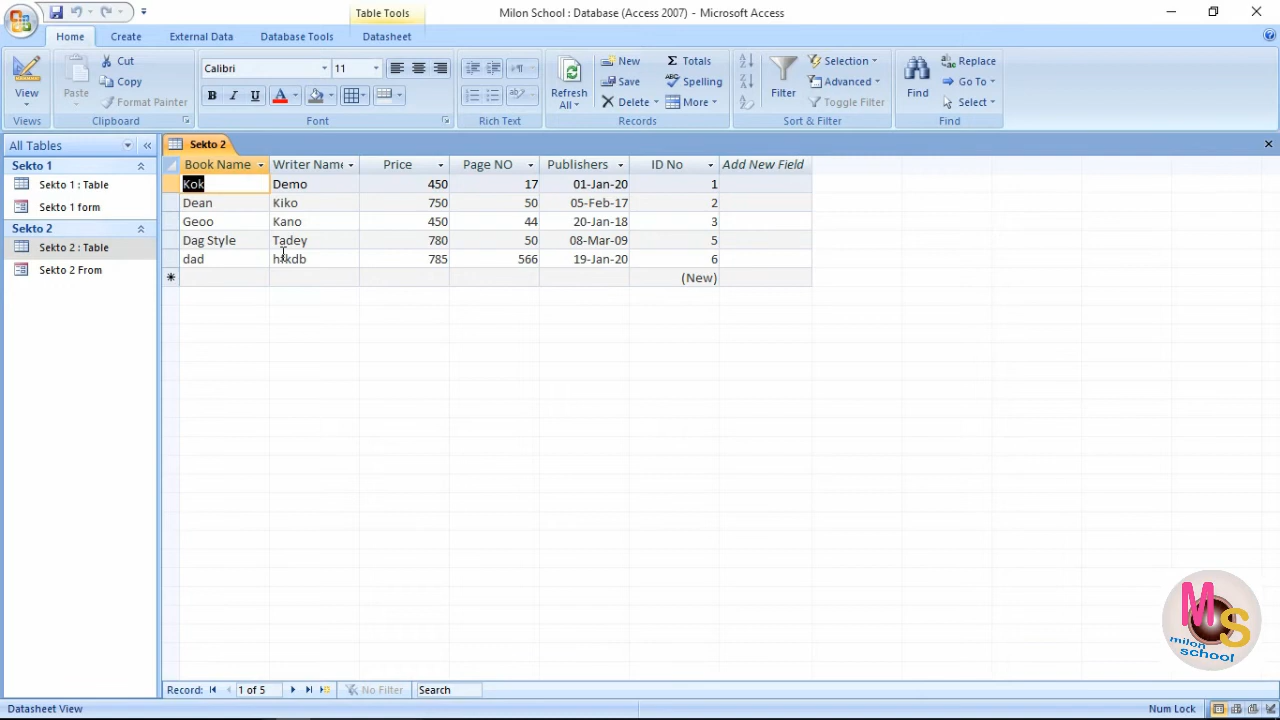 Table Tools
Milon School : Database (Access 2007) - Microsoft Access
Home Create External Data Database Tools Datasheet
View
Views
Paste
Cut
Copy
Format Painter
Clipboard
Calibri 11
B I U A
Font
Rich Text
Refresh All
New
Save
Delete
Totals
Spelling
More
Records
Filter
Selection
Advanced
Toggle Filter
Sort & Filter
Find
Replace
Go To
Select
Find
All Tables
Sekto 1
Sekto 1 : Table
Sekto 1 form
Sekto 2
Sekto 2 : Table
Sekto 2 From
Sekto 2
Book Name Writer Name Price Page NO Publishers ID No Add New Field
Kok Demo 450 17 01-Jan-20 1
Dean Kiko 750 50 05-Feb-17 2
Geoo Kano 450 44 20-Jan-18 3
Dag Style Tadey 780 50 08-Mar-09 5
dad 785 566 19-Jan-20 6
(New)
MS
milon
school
Record: 1 of 5 No Filter Search
Datasheet View Num Lock